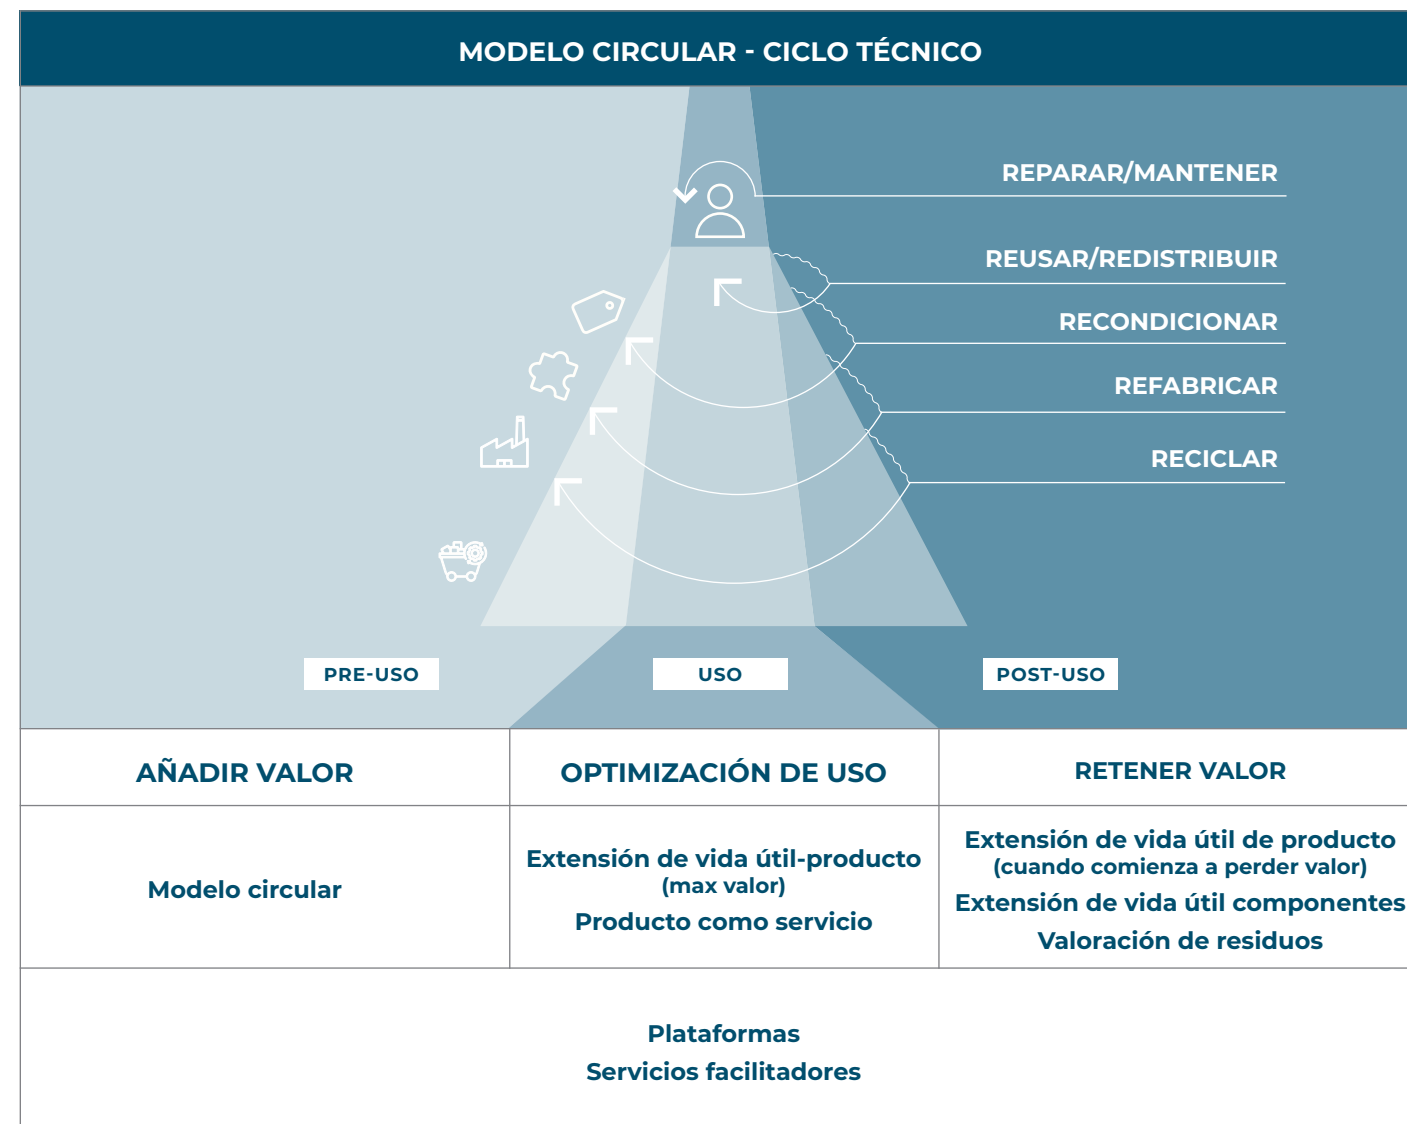 MODELO CIRCULAR - CICLO TÉCNICO
REPARAR/MANTENER
REUSAR/REDISTRIBUIR
RECONDICIONAR
REFABRICAR
RECICLAR
PRE-USO
USO
POST-USO
AÑADIR VALOR
OPTIMIZACIÓN DE USO
RETENER VALOR
Modelo circular
Extensión de vida útil-producto
(max valor)
Producto como servicio
Extensión de vida útil de producto
(cuando comienza a perder valor)
Extensión de vida útil componentes
Valoración de residuos
Plataformas
Servicios facilitadores